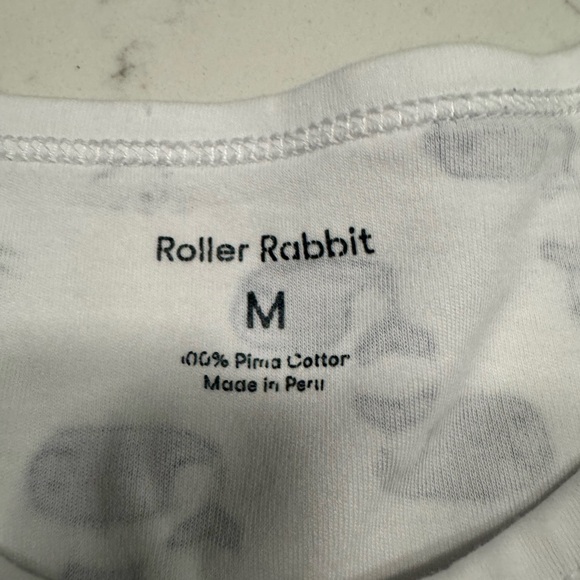 Roller Rabbit
M
100% Pima Cotton
Made in Peru